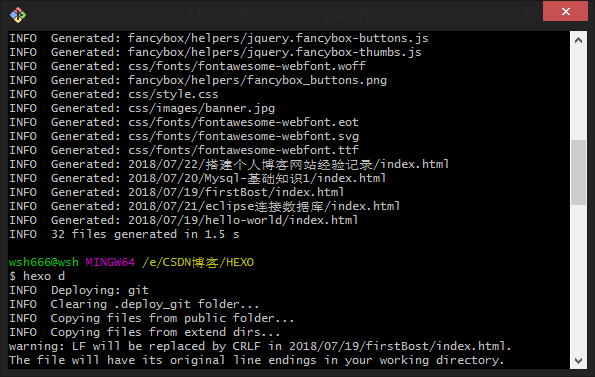 MINGW64:/e/CSDN博客/HEXO
INFO  Generated: fancybox/helpers/jquery.fancybox-buttons.js
INFO  Generated: fancybox/helpers/jquery.fancybox-thumbs.js
INFO  Generated: css/fonts/fontawesome-webfont.woff
INFO  Generated: fancybox/helpers/fancybox_buttons.png
INFO  Generated: css/style.css
INFO  Generated: css/images/banner.jpg
INFO  Generated: css/fonts/fontawesome-webfont.eot
INFO  Generated: css/fonts/fontawesome-webfont.svg
INFO  Generated: css/fonts/fontawesome-webfont.ttf
INFO  Generated: 2018/07/22/搭建个人博客网站经验记录/index.html
INFO  Generated: 2018/07/20/Mysql-基础知识1/index.html
INFO  Generated: 2018/07/19/firstBost/index.html
INFO  Generated: 2018/07/21/eclipse连接数据库/index.html
INFO  Generated: 2018/07/19/hello-world/index.html
INFO  32 files generated in 1.5 s
wsh666@wsh MINGW64 /e/CSDN博客/HEXO
$ hexo d
INFO  Deploying: git
INFO  Clearing .deploy_git folder...
INFO  Copying files from public folder...
INFO  Copying files from extend dirs...
warning: LF will be replaced by CRLF in 2018/07/19/firstBost/index.html.
The file will have its original line endings in your working directory.